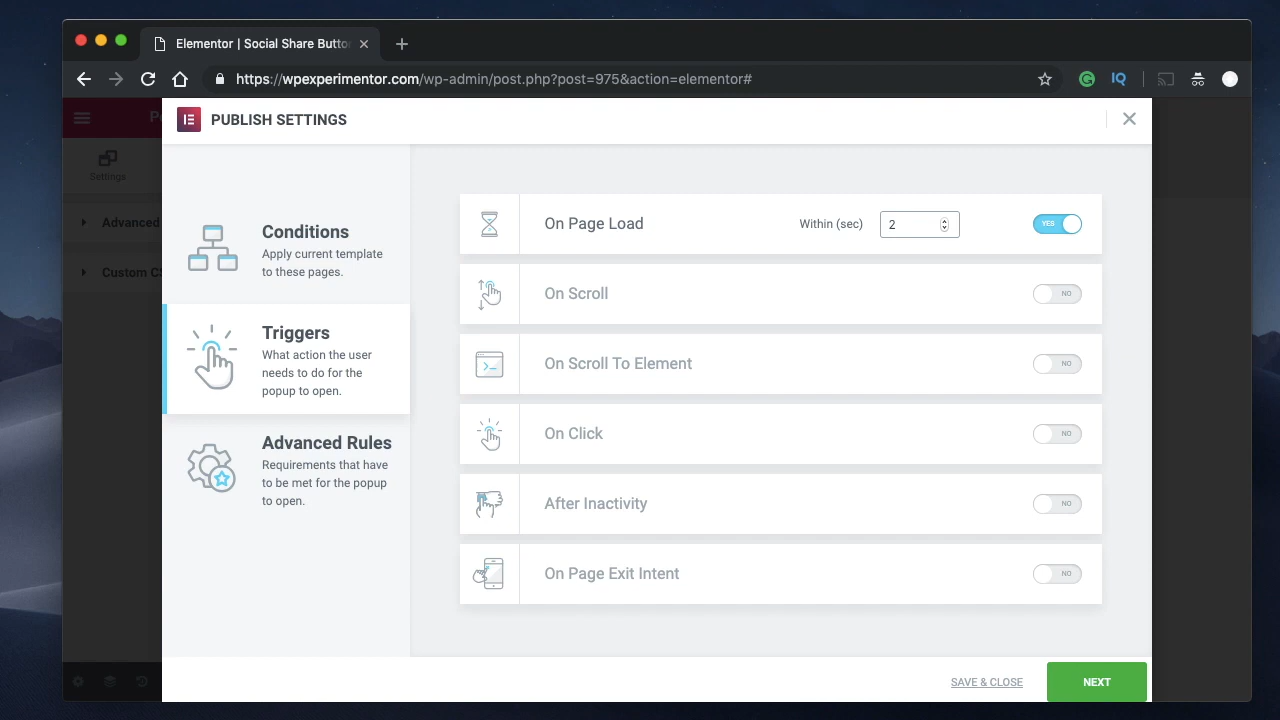 Elementor | Social Share Butto
https://wpexperimentor.com/wp-admin/post.php?post=975&action=elementor#
IQ
PUBLISH SETTINGS
Settings
Advanced
Custom CS
Conditions
Apply current template
to these pages.
Triggers
What action the user
needs to do for the
popup to open.
Advanced Rules
Requirements that have
to be met for the popup
to open.
On Page Load
Within (sec)
2
YES
On Scroll
NO
On Scroll To Element
NO
On Click
NO
After Inactivity
NO
On Page Exit Intent
NO
SAVE & CLOSE
NEXT